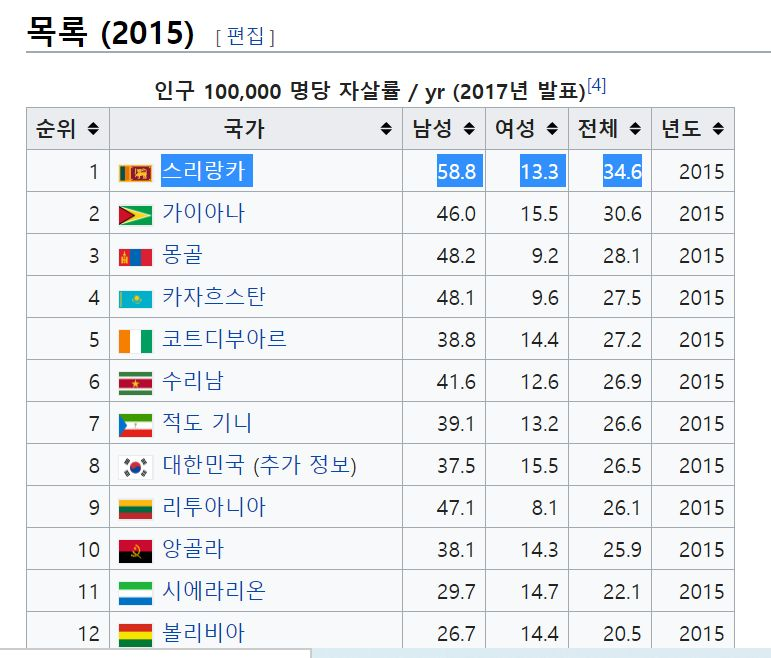 목록 (2015) [ 편집 ]
인구 100,000 명당 자살률 / yr (2017년 발표)[4]
순위 국가 남성 여성 전체 년도
1 스리랑카 58.8 13.3 34.6 2015
2 가이아나 46.0 15.5 30.6 2015
3 몽골 48.2 9.2 28.1 2015
4 카자흐스탄 48.1 9.6 27.5 2015
5 코트디부아르 38.8 14.4 27.2 2015
6 수리남 41.6 12.6 26.9 2015
7 적도 기니 39.1 13.2 26.6 2015
8 대한민국 (추가 정보) 37.5 15.5 26.5 2015
9 리투아니아 47.1 8.1 26.1 2015
10 앙골라 38.1 14.3 25.9 2015
11 시에라리온 29.7 14.7 22.1 2015
12 볼리비아 26.7 14.4 20.5 2015